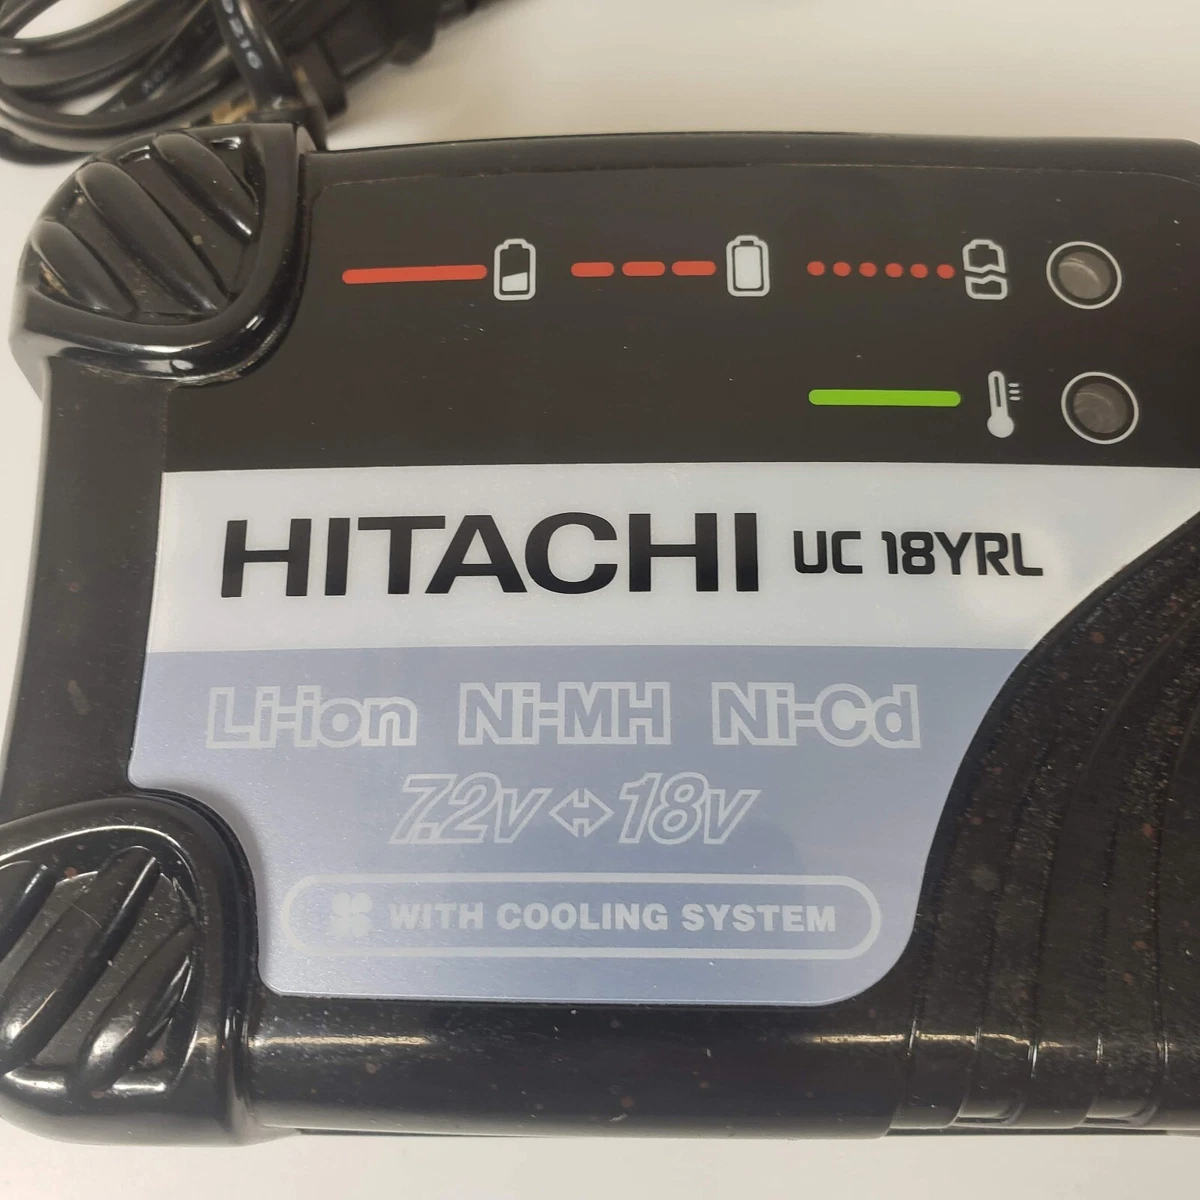 HITACHI UC 18YRL
Li-ion Ni-MH Ni-Cd
7.2v↔18v
WITH COOLING SYSTEM